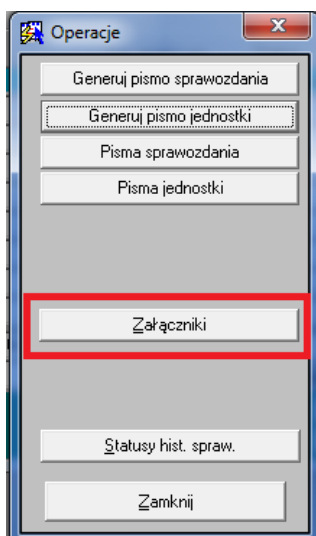 Operacje
Generuj pismo sprawozdania
Generuj pismo jednostki
Pisma sprawozdania
Pisma jednostki
Załączniki
Statusy hist. spraw.
Zamknij